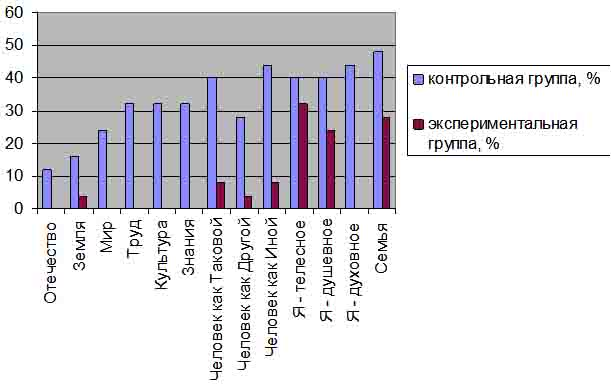 60
50
40
30
20
10
0
Отечество
Земля
Мир
Труд
Культура
Знания
Человек как Таковой
Человек как Другой
Человек как Иной
Я - телесное
Я - душевное
Я - духовное
Семья
контрольная группа, %
экспериментальная
группа, %